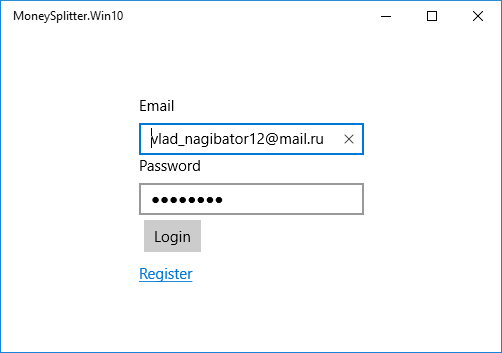 MoneySplitter.Win10
Email
vlad_nagibator12@mail.ru
Password
●●●●●●●●
Login
Register